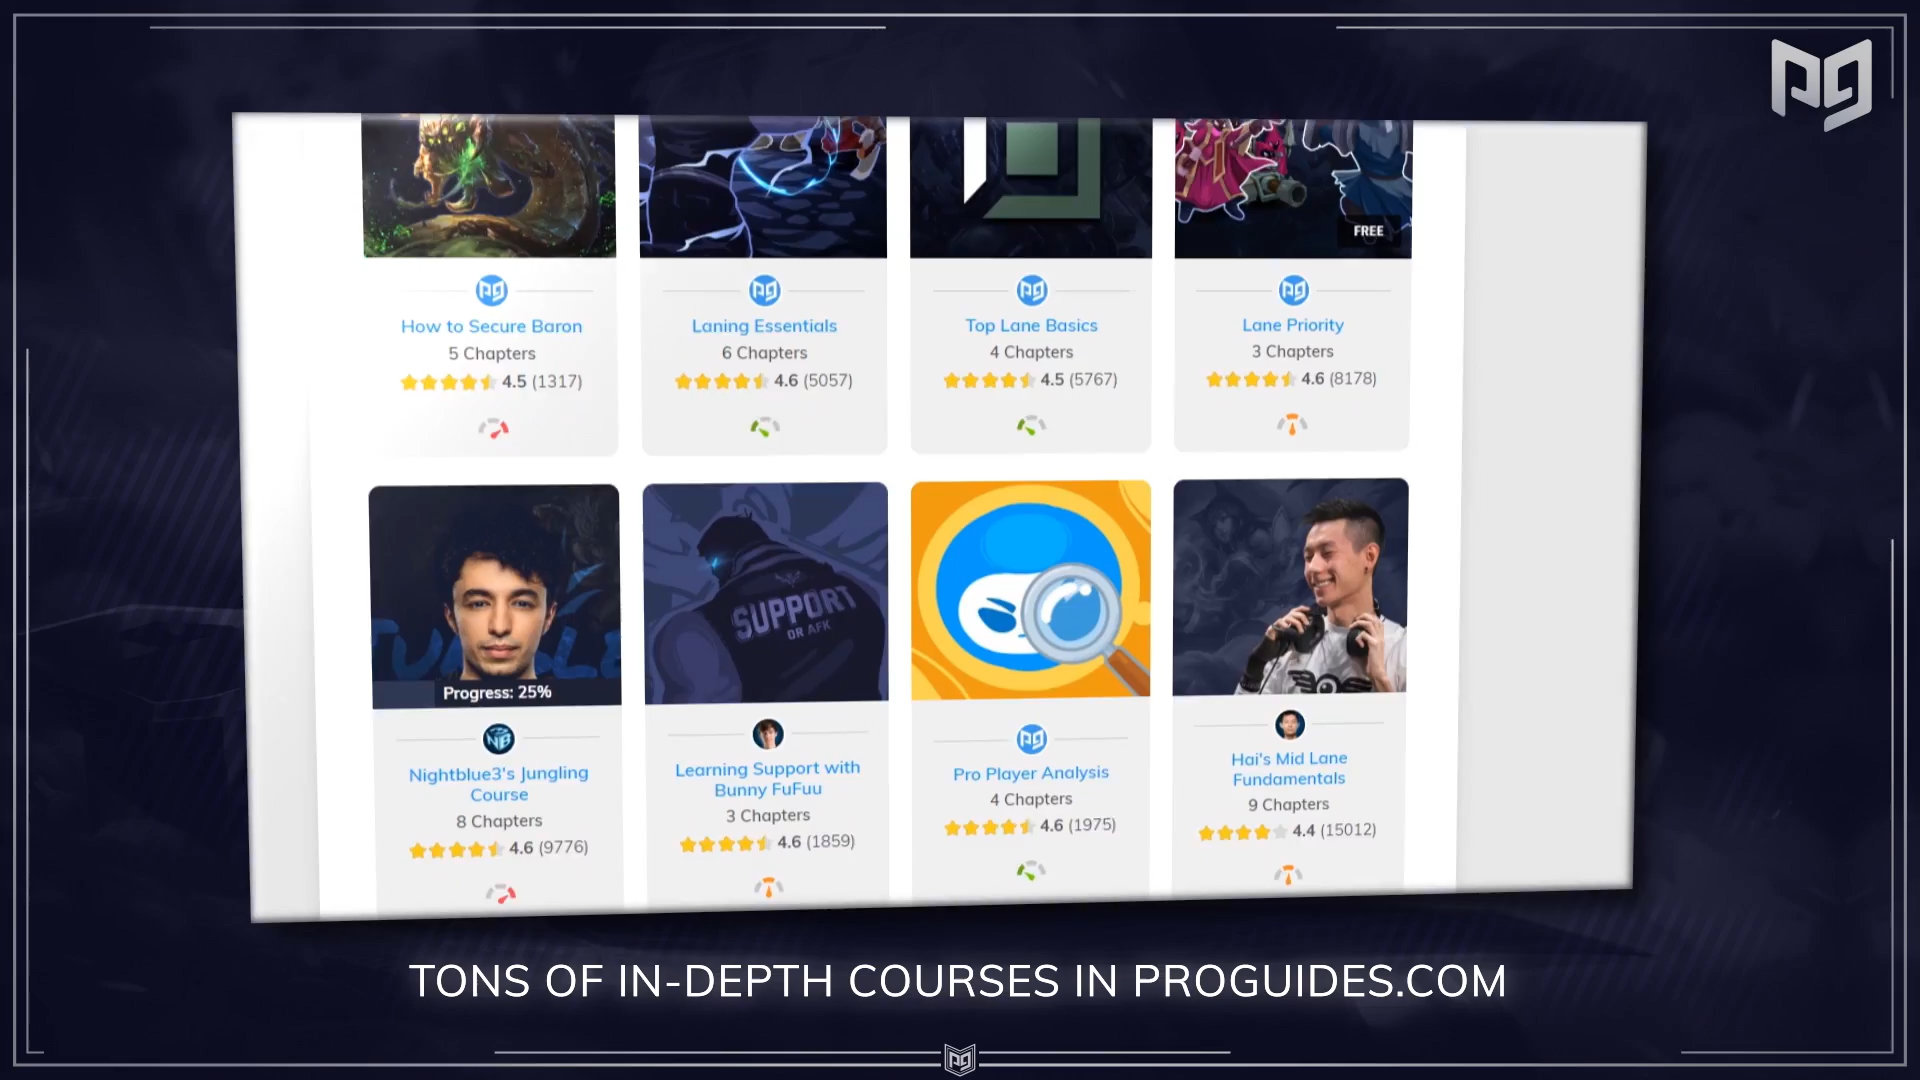 FREE
How to Secure Baron
5 Chapters
4.5 (1317)
Laning Essentials
6 Chapters
4.6 (5057)
Top Lane Basics
4 Chapters
4.5 (5767)
Lane Priority
3 Chapters
4.6 (8178)
Progress: 25%
SUPPORT
OR AFK
NB
Nightblue3's Jungling
Course
8 Chapters
4.6 (9776)
Learning Support with
Bunny FuFuu
3 Chapters
4.6 (1859)
Pro Player Analysis
4 Chapters
4.6 (1975)
Hai's Mid Lane
Fundamentals
9 Chapters
4.4 (15012)
TONS OF IN-DEPTH COURSES IN PROGUIDES.COM